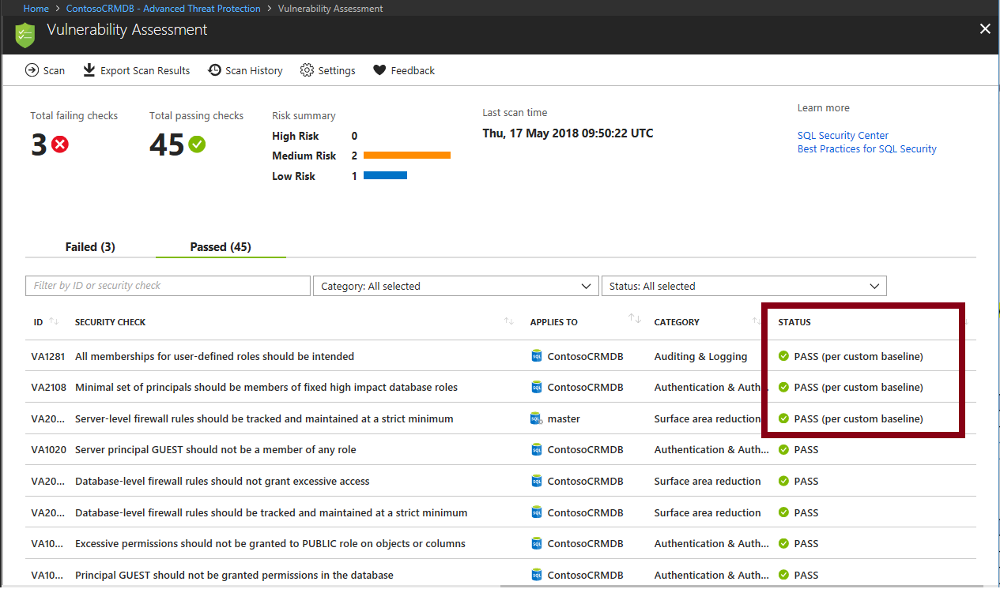 Home > ContosoCRMDB - Advanced Threat Protection > Vulnerability Assessment
Vulnerability Assessment
Scan Export Scan Results Scan History Settings Feedback
Total failing checks
3
Total passing checks
45
Risk summary
High Risk 0
Medium Risk 2
Low Risk 1
Last scan time
Thu, 17 May 2018 09:50:22 UTC
Learn more
SQL Security Center
Best Practices for SQL Security
Failed (3) Passed (45)
Filter by ID or security check Category: All selected Status: All selected
ID SECURITY CHECK APPLIES TO CATEGORY STATUS
VA1281 All memberships for user-defined roles should be intended ContosoCRMDB Auditing & Logging PASS (per custom baseline)
VA2108 Minimal set of principals should be members of fixed high impact database roles ContosoCRMDB Authentication & Auth... PASS (per custom baseline)
VA20... Server-level firewall rules should be tracked and maintained at a strict minimum master Surface area reduction PASS (per custom baseline)
VA1020 Server principal GUEST should not be a member of any role ContosoCRMDB Authentication & Auth... PASS
VA20... Database-level firewall rules should not grant excessive access ContosoCRMDB Surface area reduction PASS
VA20... Database-level firewall rules should be tracked and maintained at a strict minimum ContosoCRMDB Surface area reduction PASS
VA10... Excessive permissions should not be granted to PUBLIC role on objects or columns ContosoCRMDB Authentication & Auth... PASS
VA10... Principal GUEST should not be granted permissions in the database ContosoCRMDB Authentication & Auth... PASS